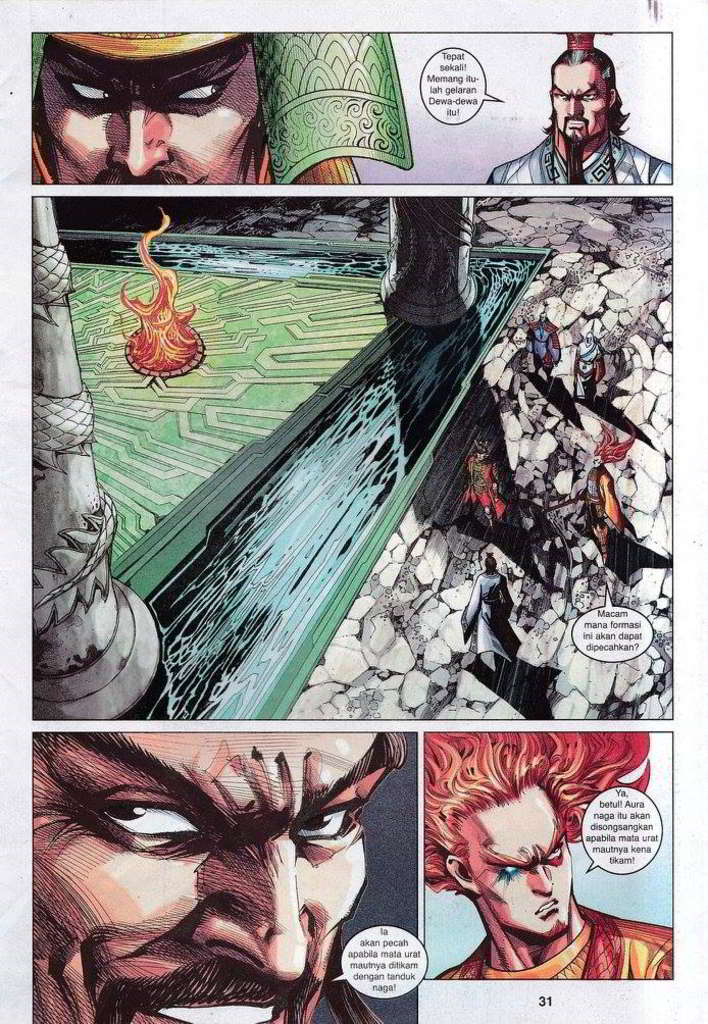 Tepat
sekali!
Memang itu-
lah gelaran
Dewa-dewa
itu!
Macam
mana formasi
ini akan dapat
dipecahkan?
Ia
akan pecah
apabila mata urat
mautnya ditikam
dengan tanduk
naga!
Ya,
betul! Aura
naga itu akan
disongsangkan
apabila mata urat
mautnya kena
tikam!
31